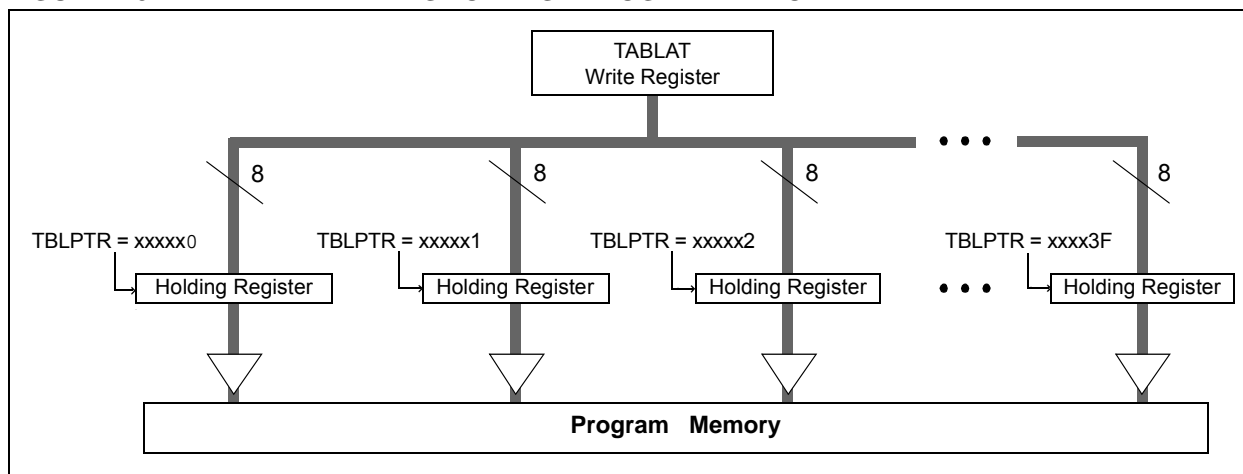 TABLAT
Write Register
8 8 8 8
TBLPTR = xxxxx0 TBLPTR = xxxxx1 TBLPTR = xxxxx2 TBLPTR = xxxx3F
Holding Register Holding Register Holding Register Holding Register
Program Memory